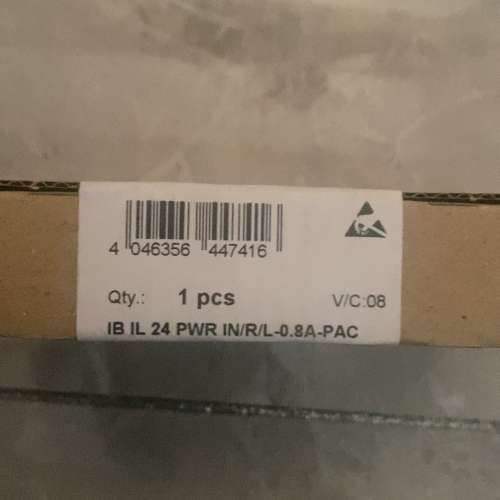 4 046356 447416
Qty.: 1 pcs V/C:08
IB IL 24 PWR IN/R/L-0.8A-PAC